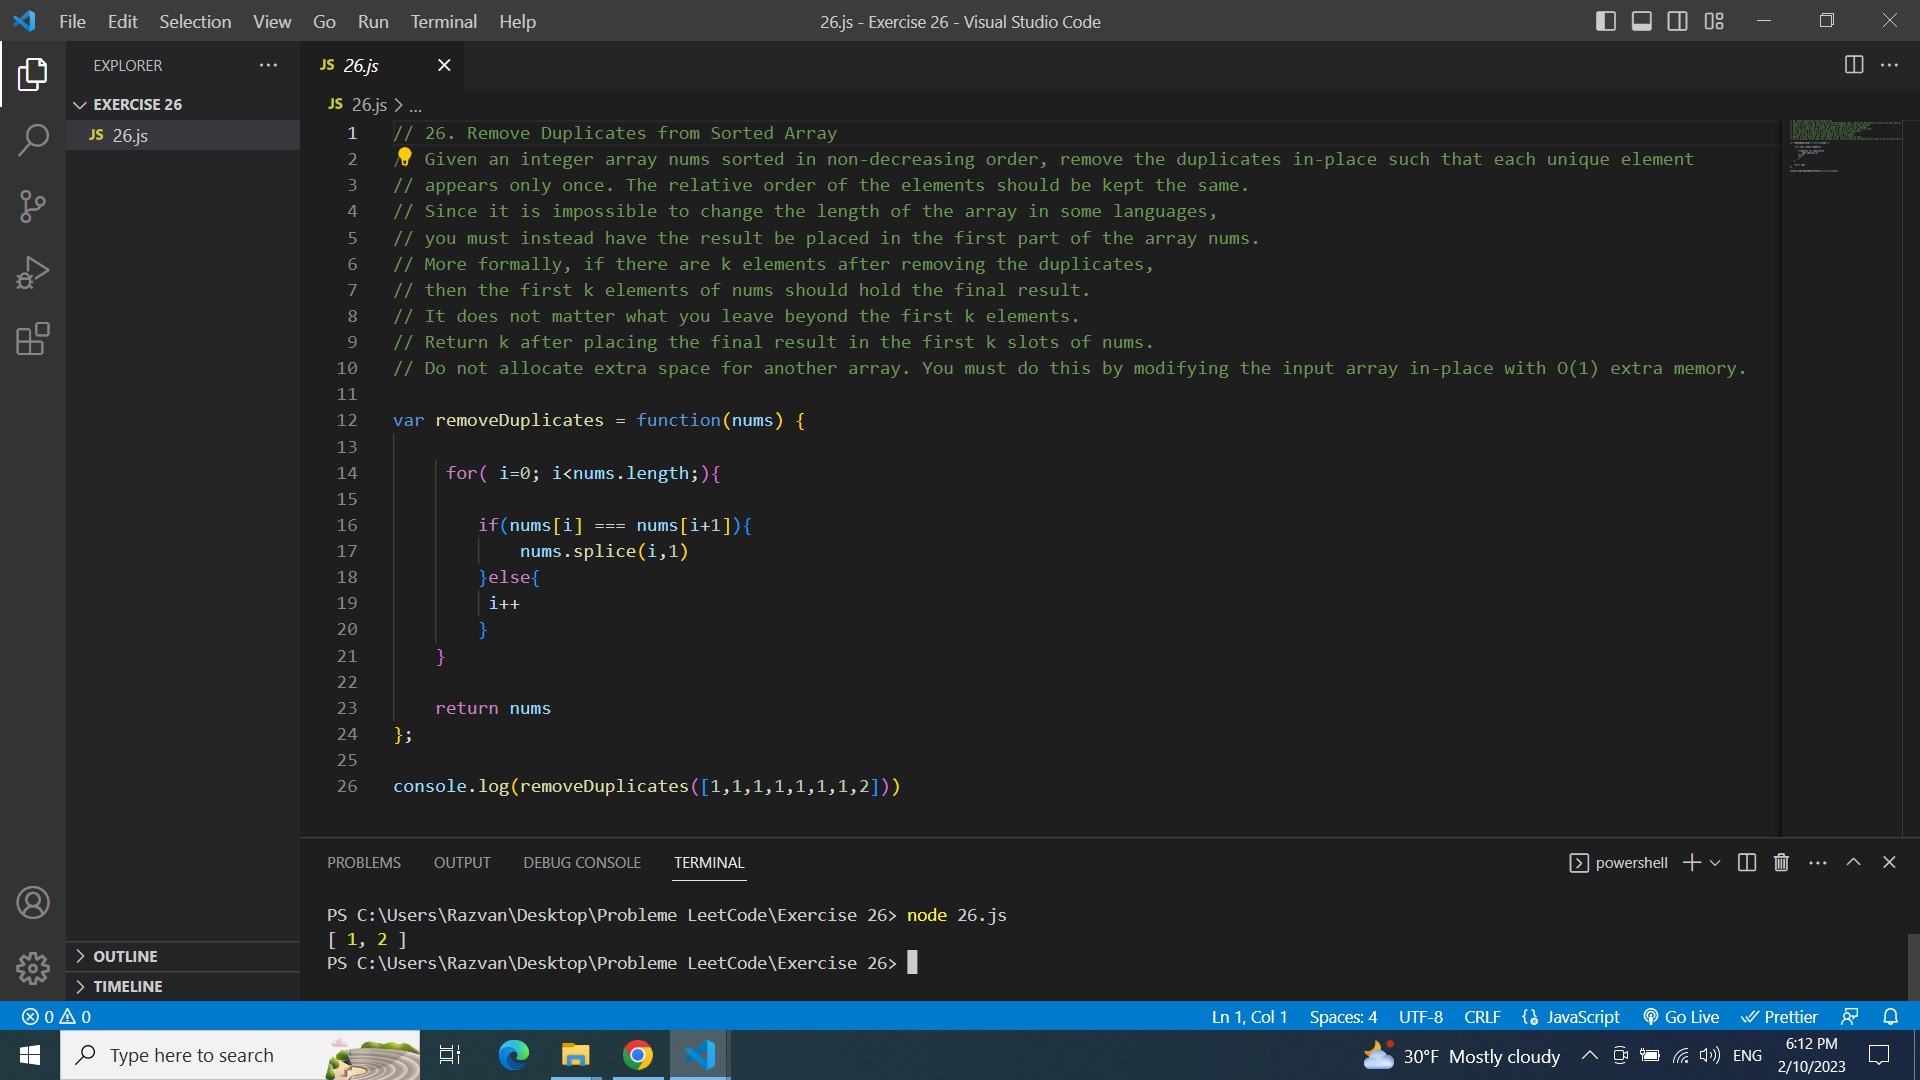 File Edit Selection View Go Run Terminal Help
26.js - Exercise 26 - Visual Studio Code
EXPLORER
EXERCISE 26
JS 26.js
JS 26.js
JS 26.js > ...
1 // 26. Remove Duplicates from Sorted Array
2 Given an integer array nums sorted in non-decreasing order, remove the duplicates in-place such that each unique element
3 // appears only once. The relative order of the elements should be kept the same.
4 // Since it is impossible to change the length of the array in some languages,
5 // you must instead have the result be placed in the first part of the array nums.
6 // More formally, if there are k elements after removing the duplicates,
7 // then the first k elements of nums should hold the final result.
8 // It does not matter what you leave beyond the first k elements.
9 // Return k after placing the final result in the first k slots of nums.
10 // Do not allocate extra space for another array. You must do this by modifying the input array in-place with O(1) extra memory.
11
12 var removeDuplicates = function(nums) {
13
14 for( i=0; i<nums.length;){
15
16 if(nums[i] === nums[i+1]){
17 nums.splice(i,1)
18 }else{
19 i++
20 }
21 }
22
23 return nums
24 };
25
26 console.log(removeDuplicates([1,1,1,1,1,1,1,2]))
PROBLEMS OUTPUT DEBUG CONSOLE TERMINAL
powershell
PS C:\Users\Razvan\Desktop\Probleme LeetCode\Exercise 26> node 26.js
[ 1, 2 ]
PS C:\Users\Razvan\Desktop\Probleme LeetCode\Exercise 26>
OUTLINE
TIMELINE
0 0
Ln 1, Col 1 Spaces: 4 UTF-8 CRLF JavaScript Go Live Prettier
Type here to search
30°F Mostly cloudy
ENG
6:12 PM
2/10/2023